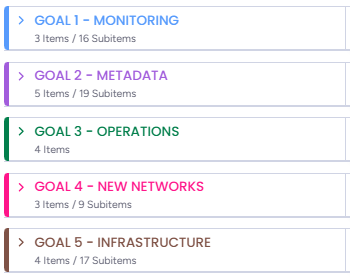 GOAL 1 - MONITORING
3 Items / 16 Subitems
GOAL 2 - METADATA
5 Items / 19 Subitems
GOAL 3 - OPERATIONS
4 Items
GOAL 4 - NEW NETWORKS
3 Items / 9 Subitems
GOAL 5 - INFRASTRUCTURE
4 Items / 17 Subitems